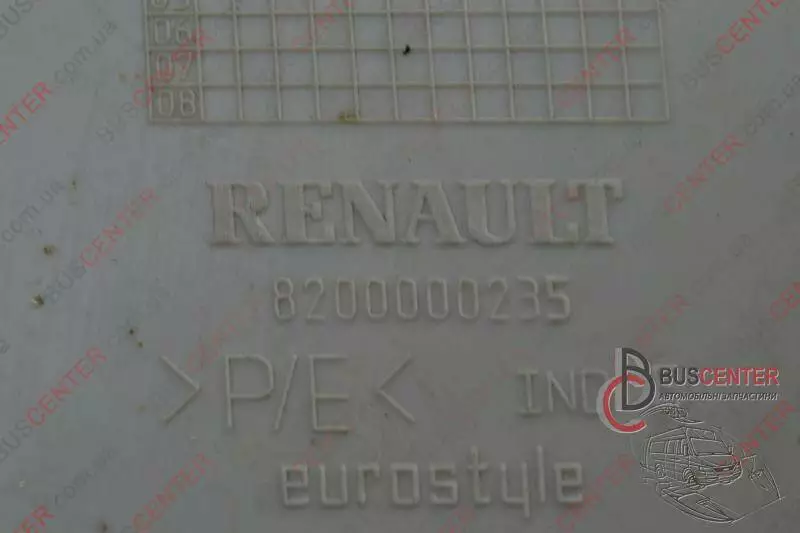 06
07
08
RENAULT
8200000235
>P/E< IND
eurostyle
BUSCENTER
АВТОМОБІЛЬНІ ЗАПЧАСТИНИ